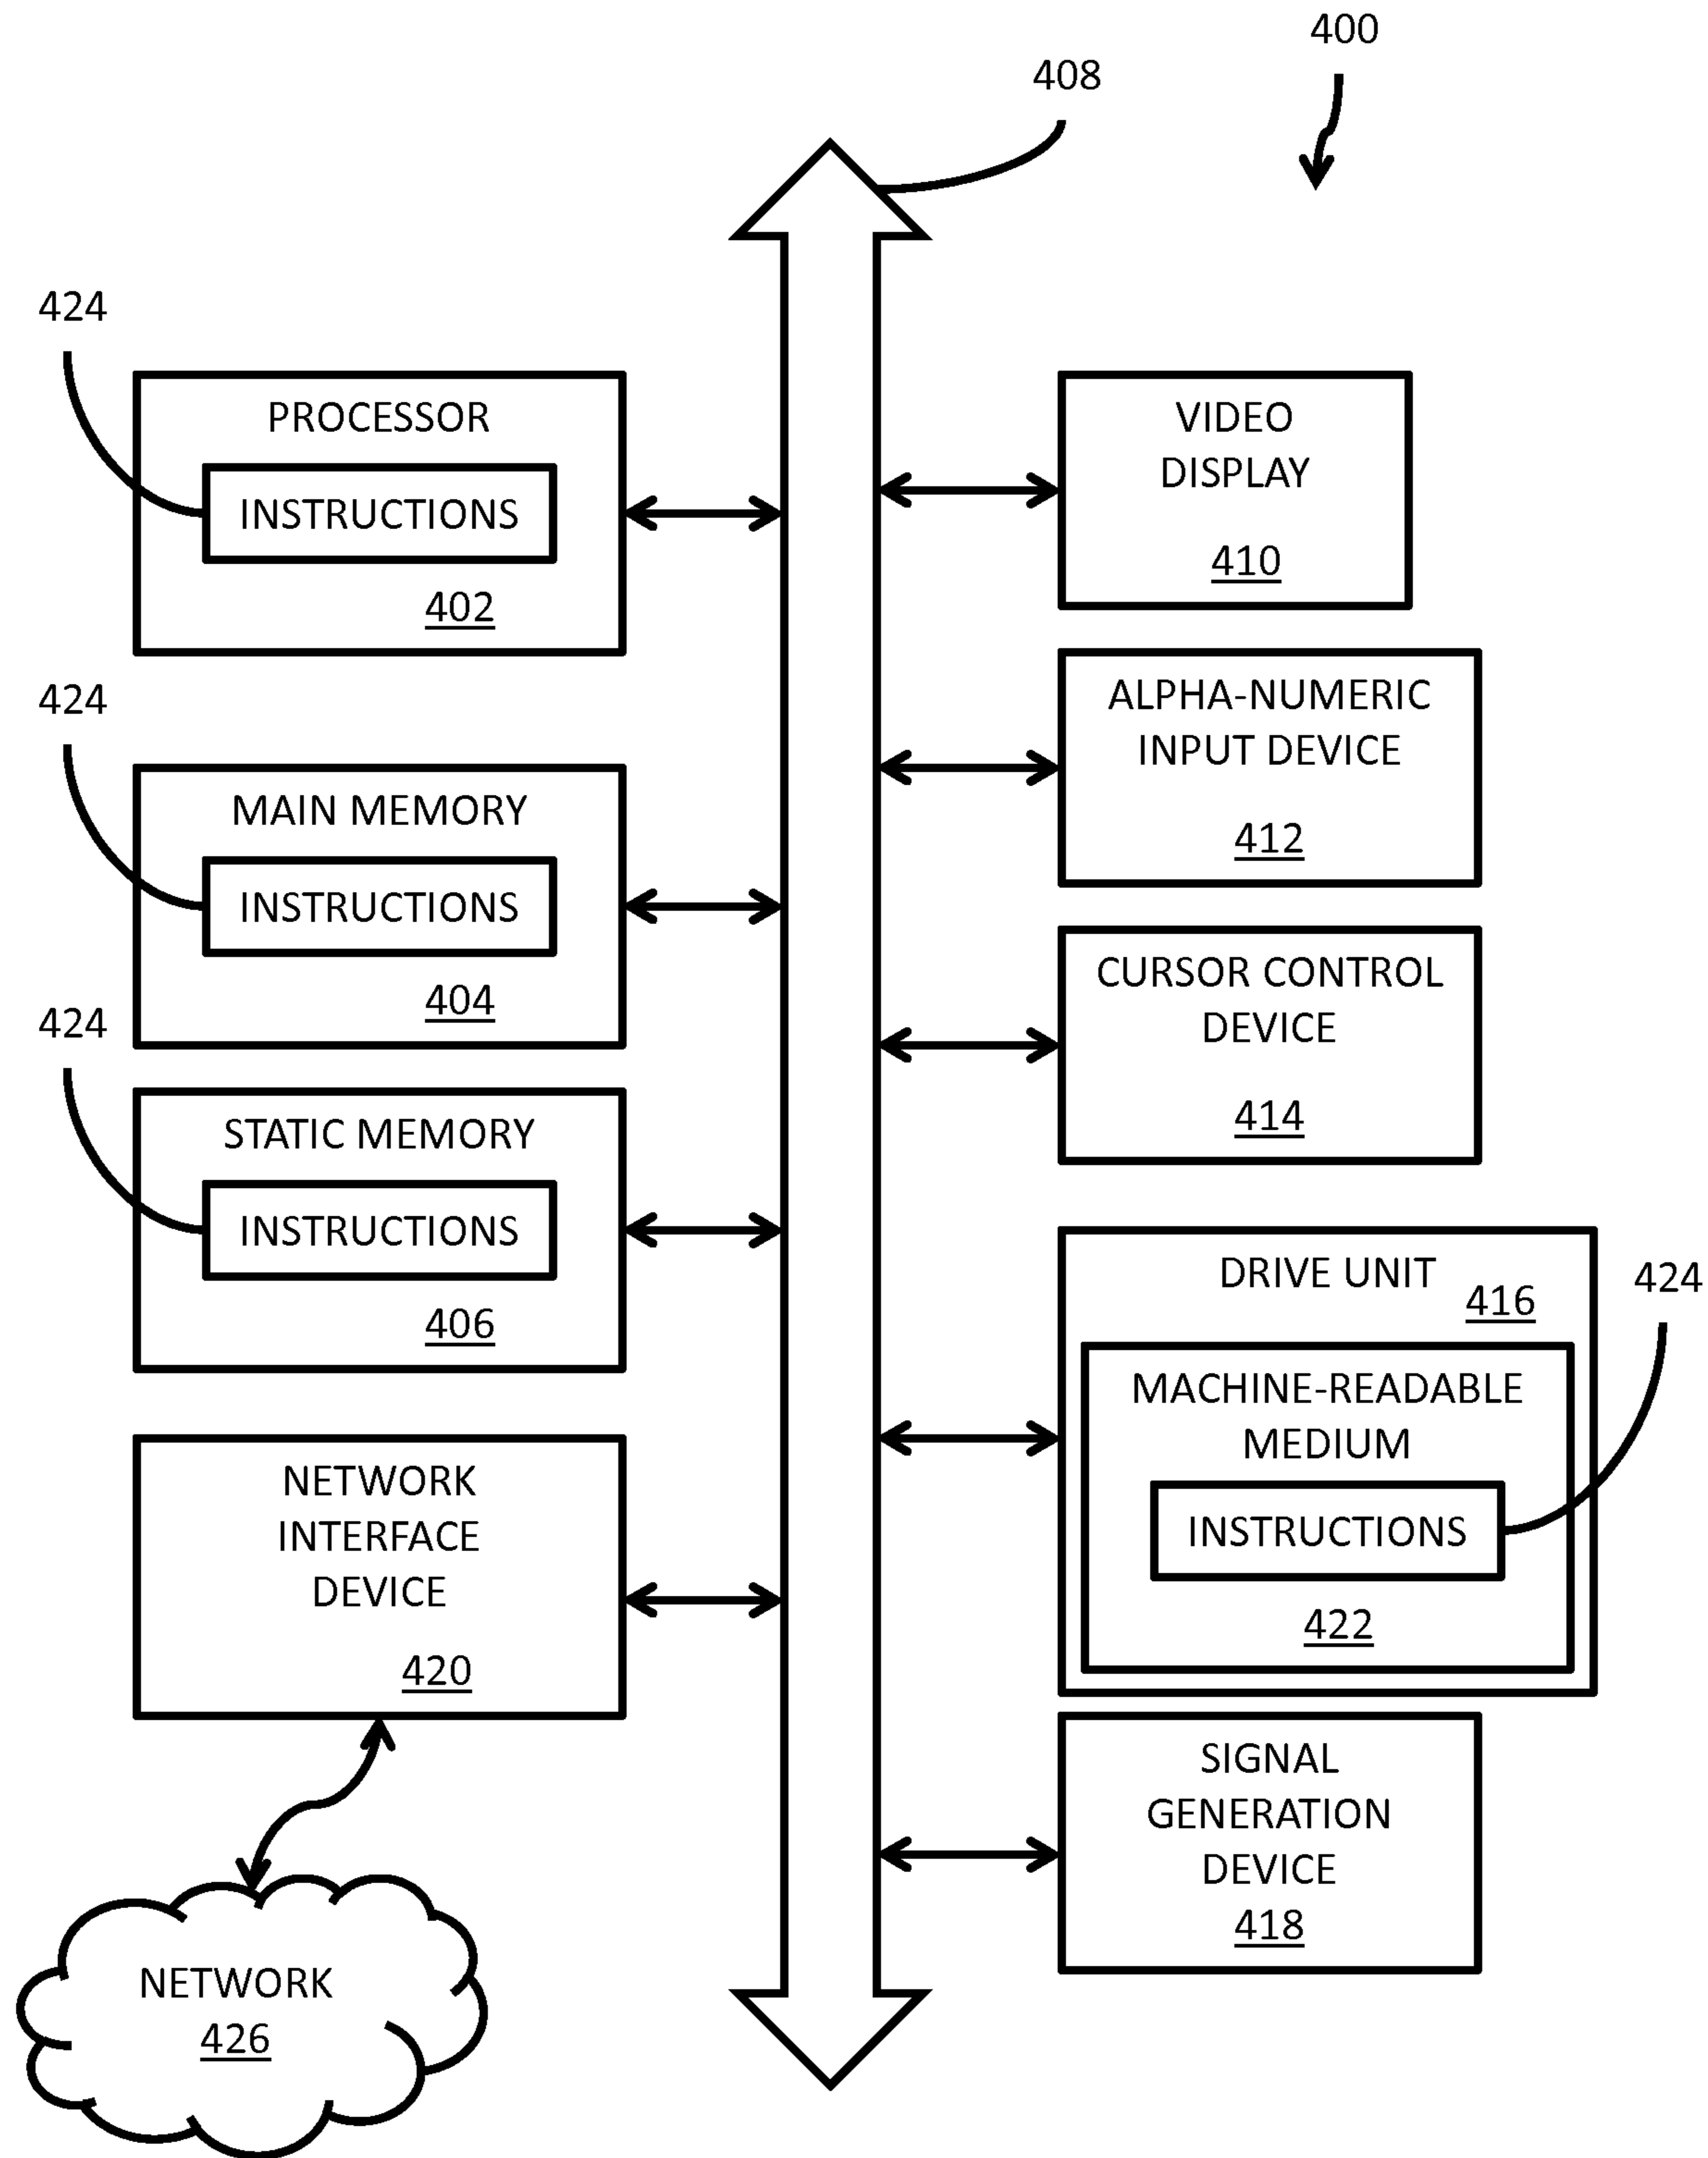 400
408
424
PROCESSOR
INSTRUCTIONS
402
424
MAIN MEMORY
INSTRUCTIONS
404
424
STATIC MEMORY
INSTRUCTIONS
406
NETWORK
INTERFACE
DEVICE
420
NETWORK
426
VIDEO
DISPLAY
410
ALPHA-NUMERIC
INPUT DEVICE
412
CURSOR CONTROL
DEVICE
414
DRIVE UNIT
416
424
MACHINE-READABLE
MEDIUM
INSTRUCTIONS
422
SIGNAL
GENERATION
DEVICE
418